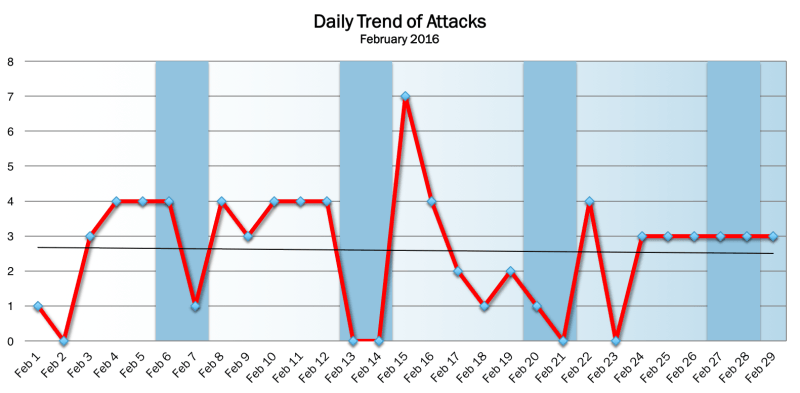 Daily Trend of Attacks
February 2016
8
7
6
5
4
3
2
1
0
Feb 1
Feb 2
Feb 3
Feb 4
Feb 5
Feb 6
Feb 7
Feb 8
Feb 9
Feb 10
Feb 11
Feb 12
Feb 13
Feb 14
Feb 15
Feb 16
Feb 17
Feb 18
Feb 19
Feb 20
Feb 21
Feb 22
Feb 23
Feb 24
Feb 25
Feb 26
Feb 27
Feb 28
Feb 29